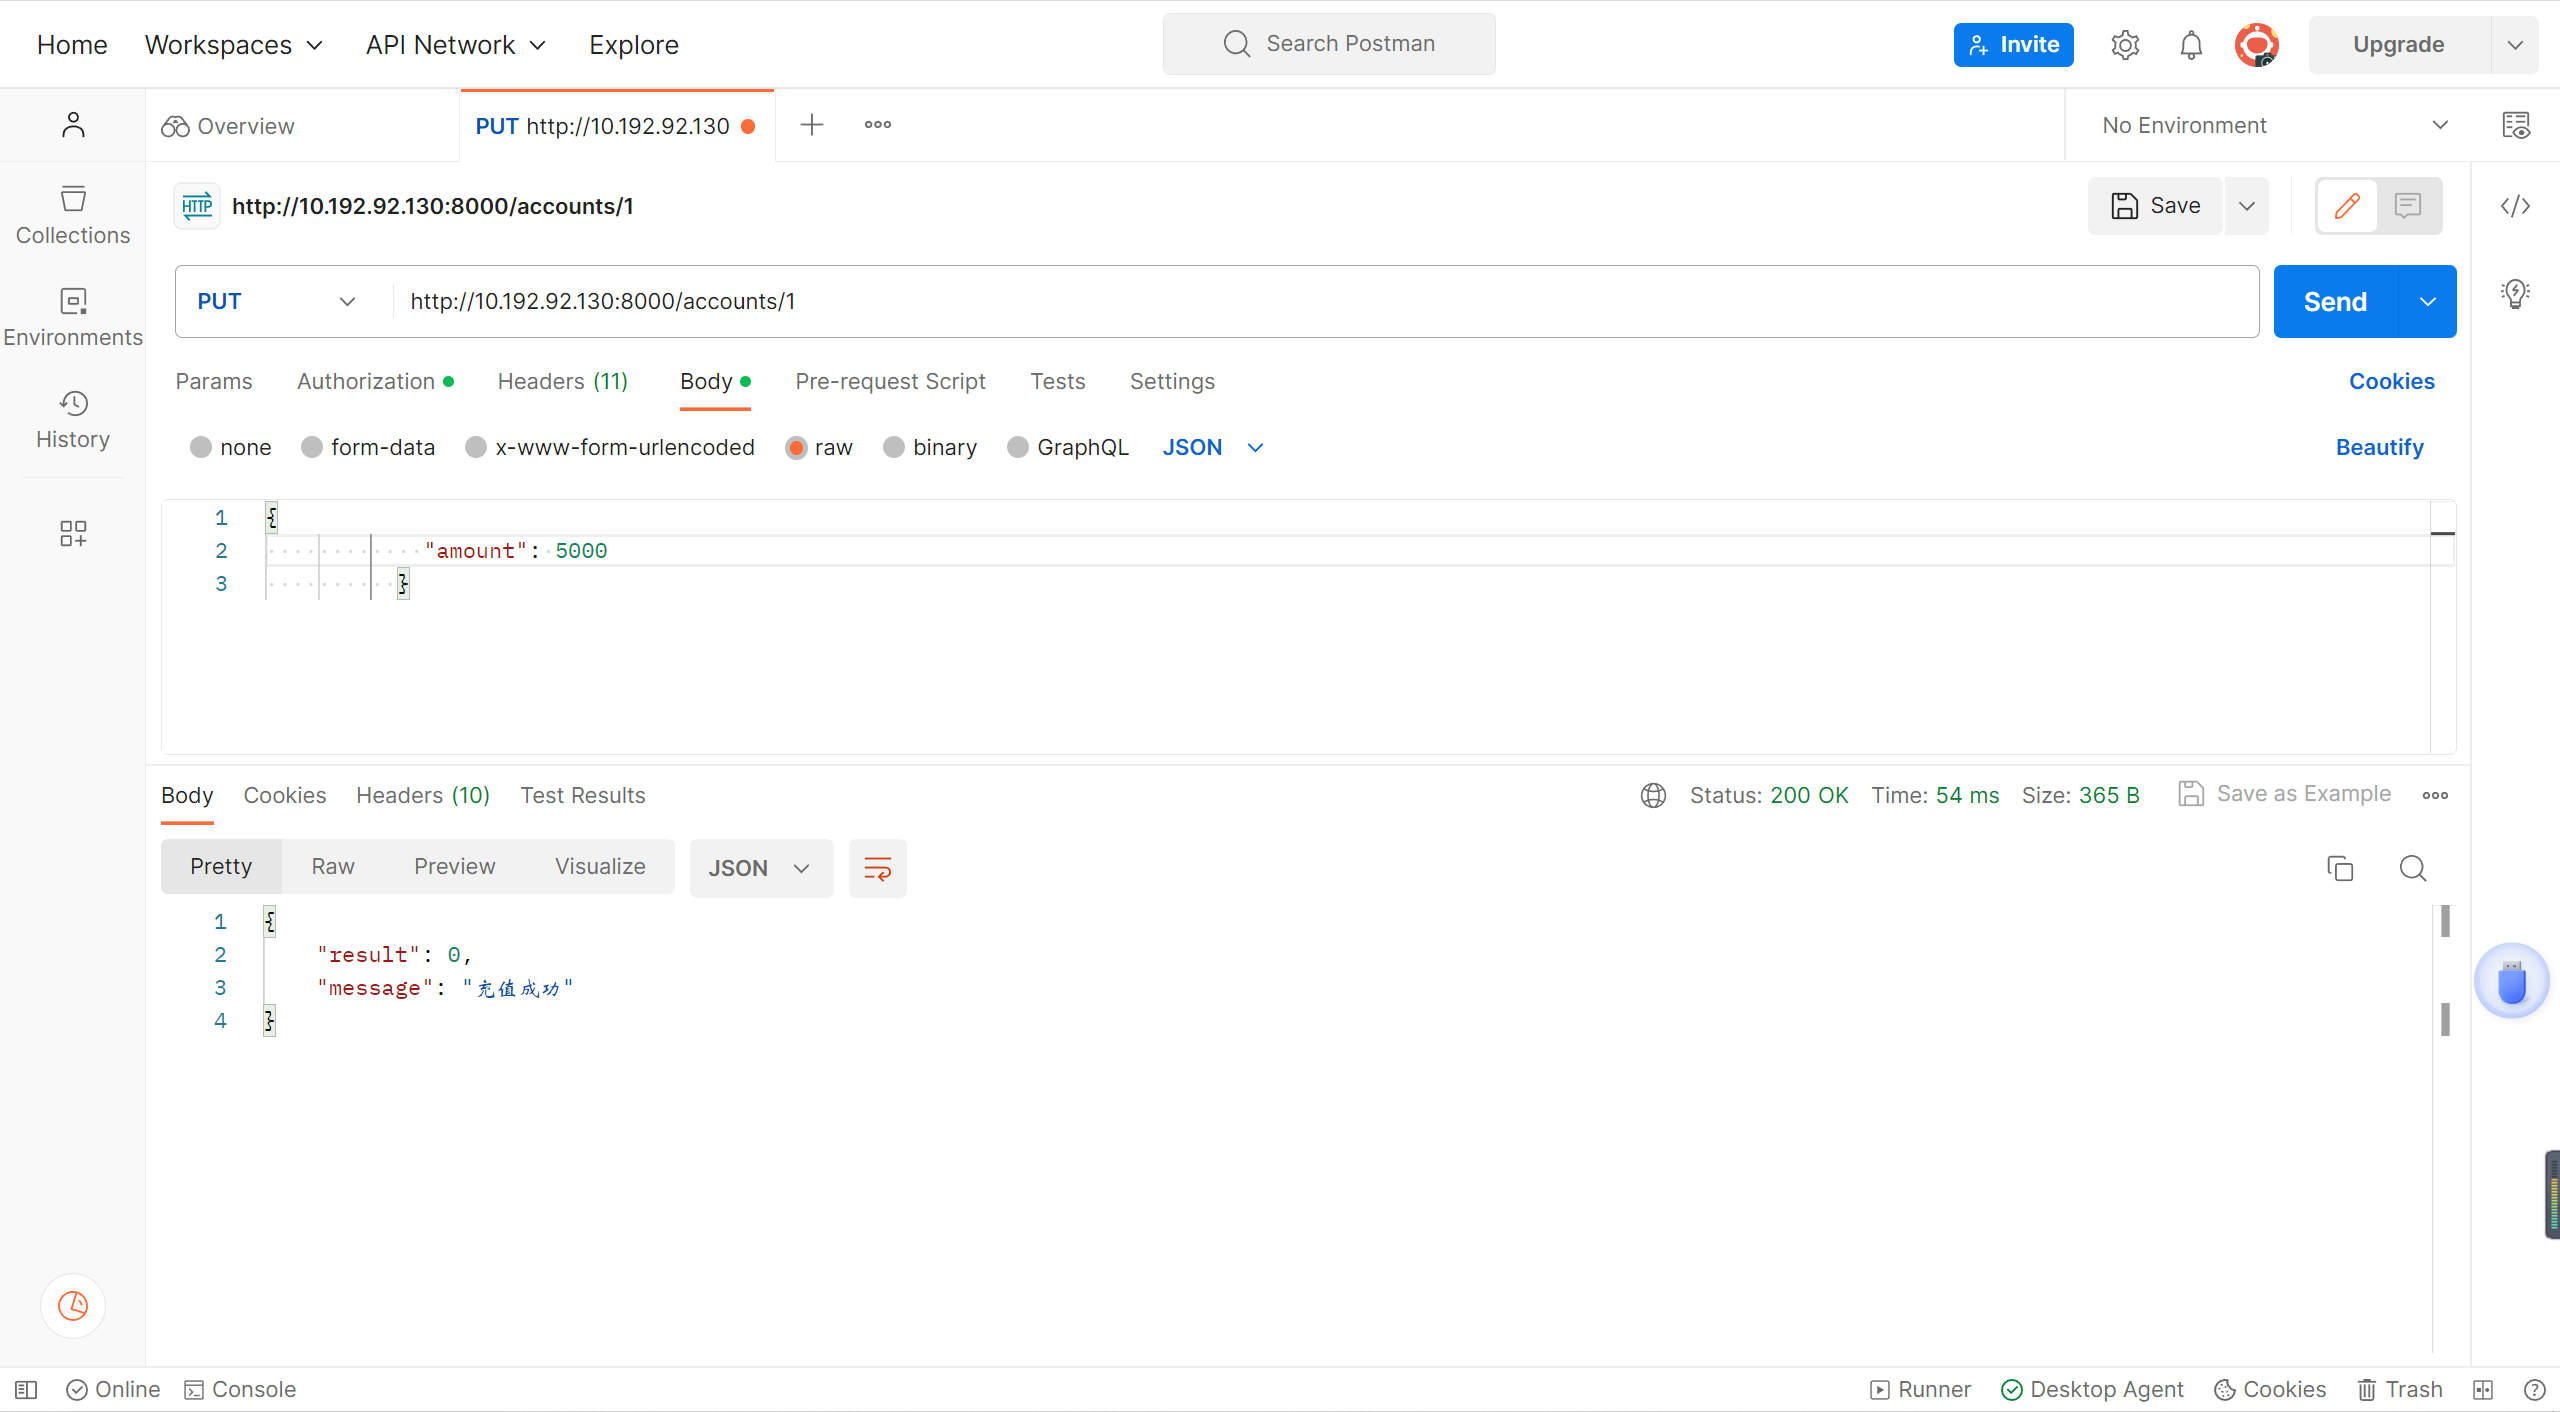 Home Workspaces API Network Explore Search Postman Invite Upgrade
Overview PUT http://10.192.92.130 No Environment
HTTP http://10.192.92.130:8000/accounts/1 Save
Collections
PUT http://10.192.92.130:8000/accounts/1 Send
Environments
Params Authorization Headers (11) Body Pre-request Script Tests Settings Cookies
History
none form-data x-www-form-urlencoded raw binary GraphQL JSON Beautify
1 {
2 "amount": 5000
3 }
Body Cookies Headers (10) Test Results Status: 200 OK Time: 54 ms Size: 365 B Save as Example
Pretty Raw Preview Visualize JSON
1 {
2 "result": 0,
3 "message": "充值成功"
4 }
Online Console Runner Desktop Agent Cookies Trash